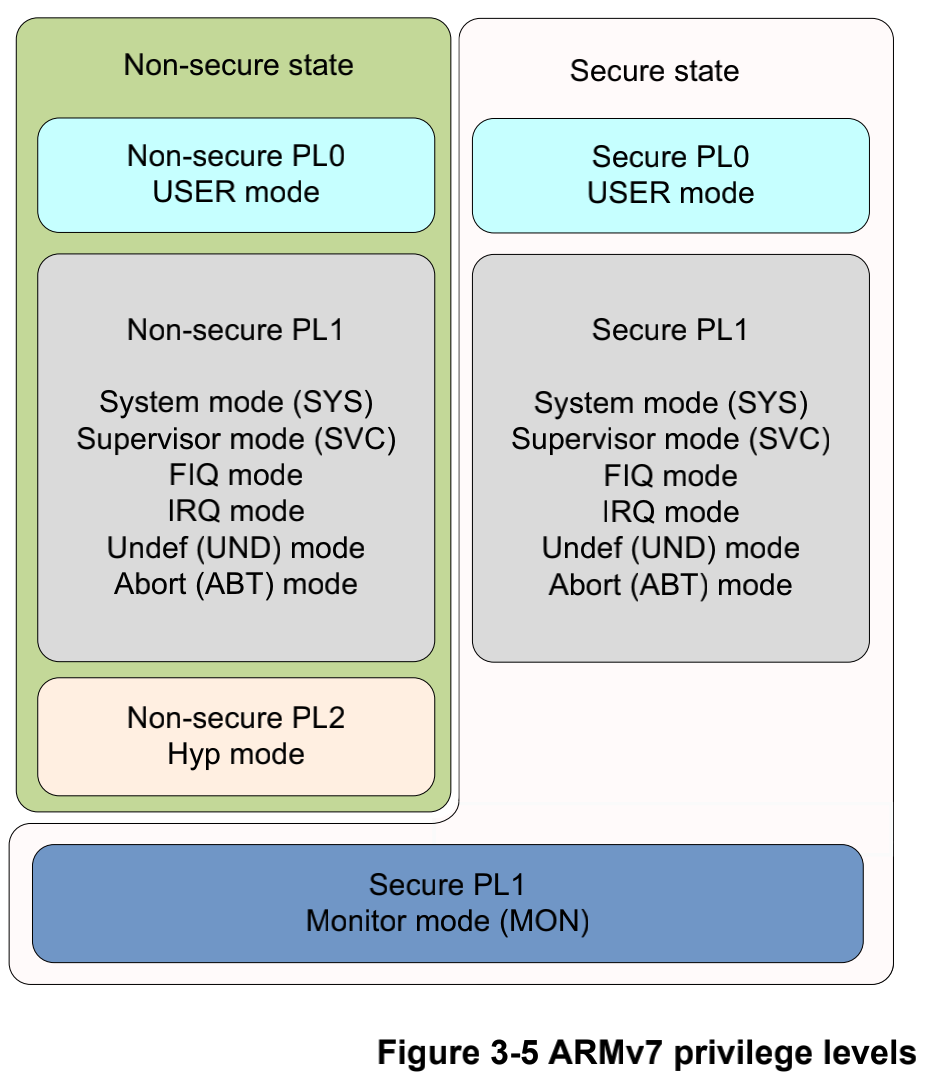 Non-secure state
Non-secure PL0
USER mode
Non-secure PL1
System mode (SYS)
Supervisor mode (SVC)
FIQ mode
IRQ mode
Undef (UND) mode
Abort (ABT) mode
Non-secure PL2
Hyp mode
Secure state
Secure PL0
USER mode
Secure PL1
System mode (SYS)
Supervisor mode (SVC)
FIQ mode
IRQ mode
Undef (UND) mode
Abort (ABT) mode
Secure PL1
Monitor mode (MON)
Figure 3-5 ARMv7 privilege levels